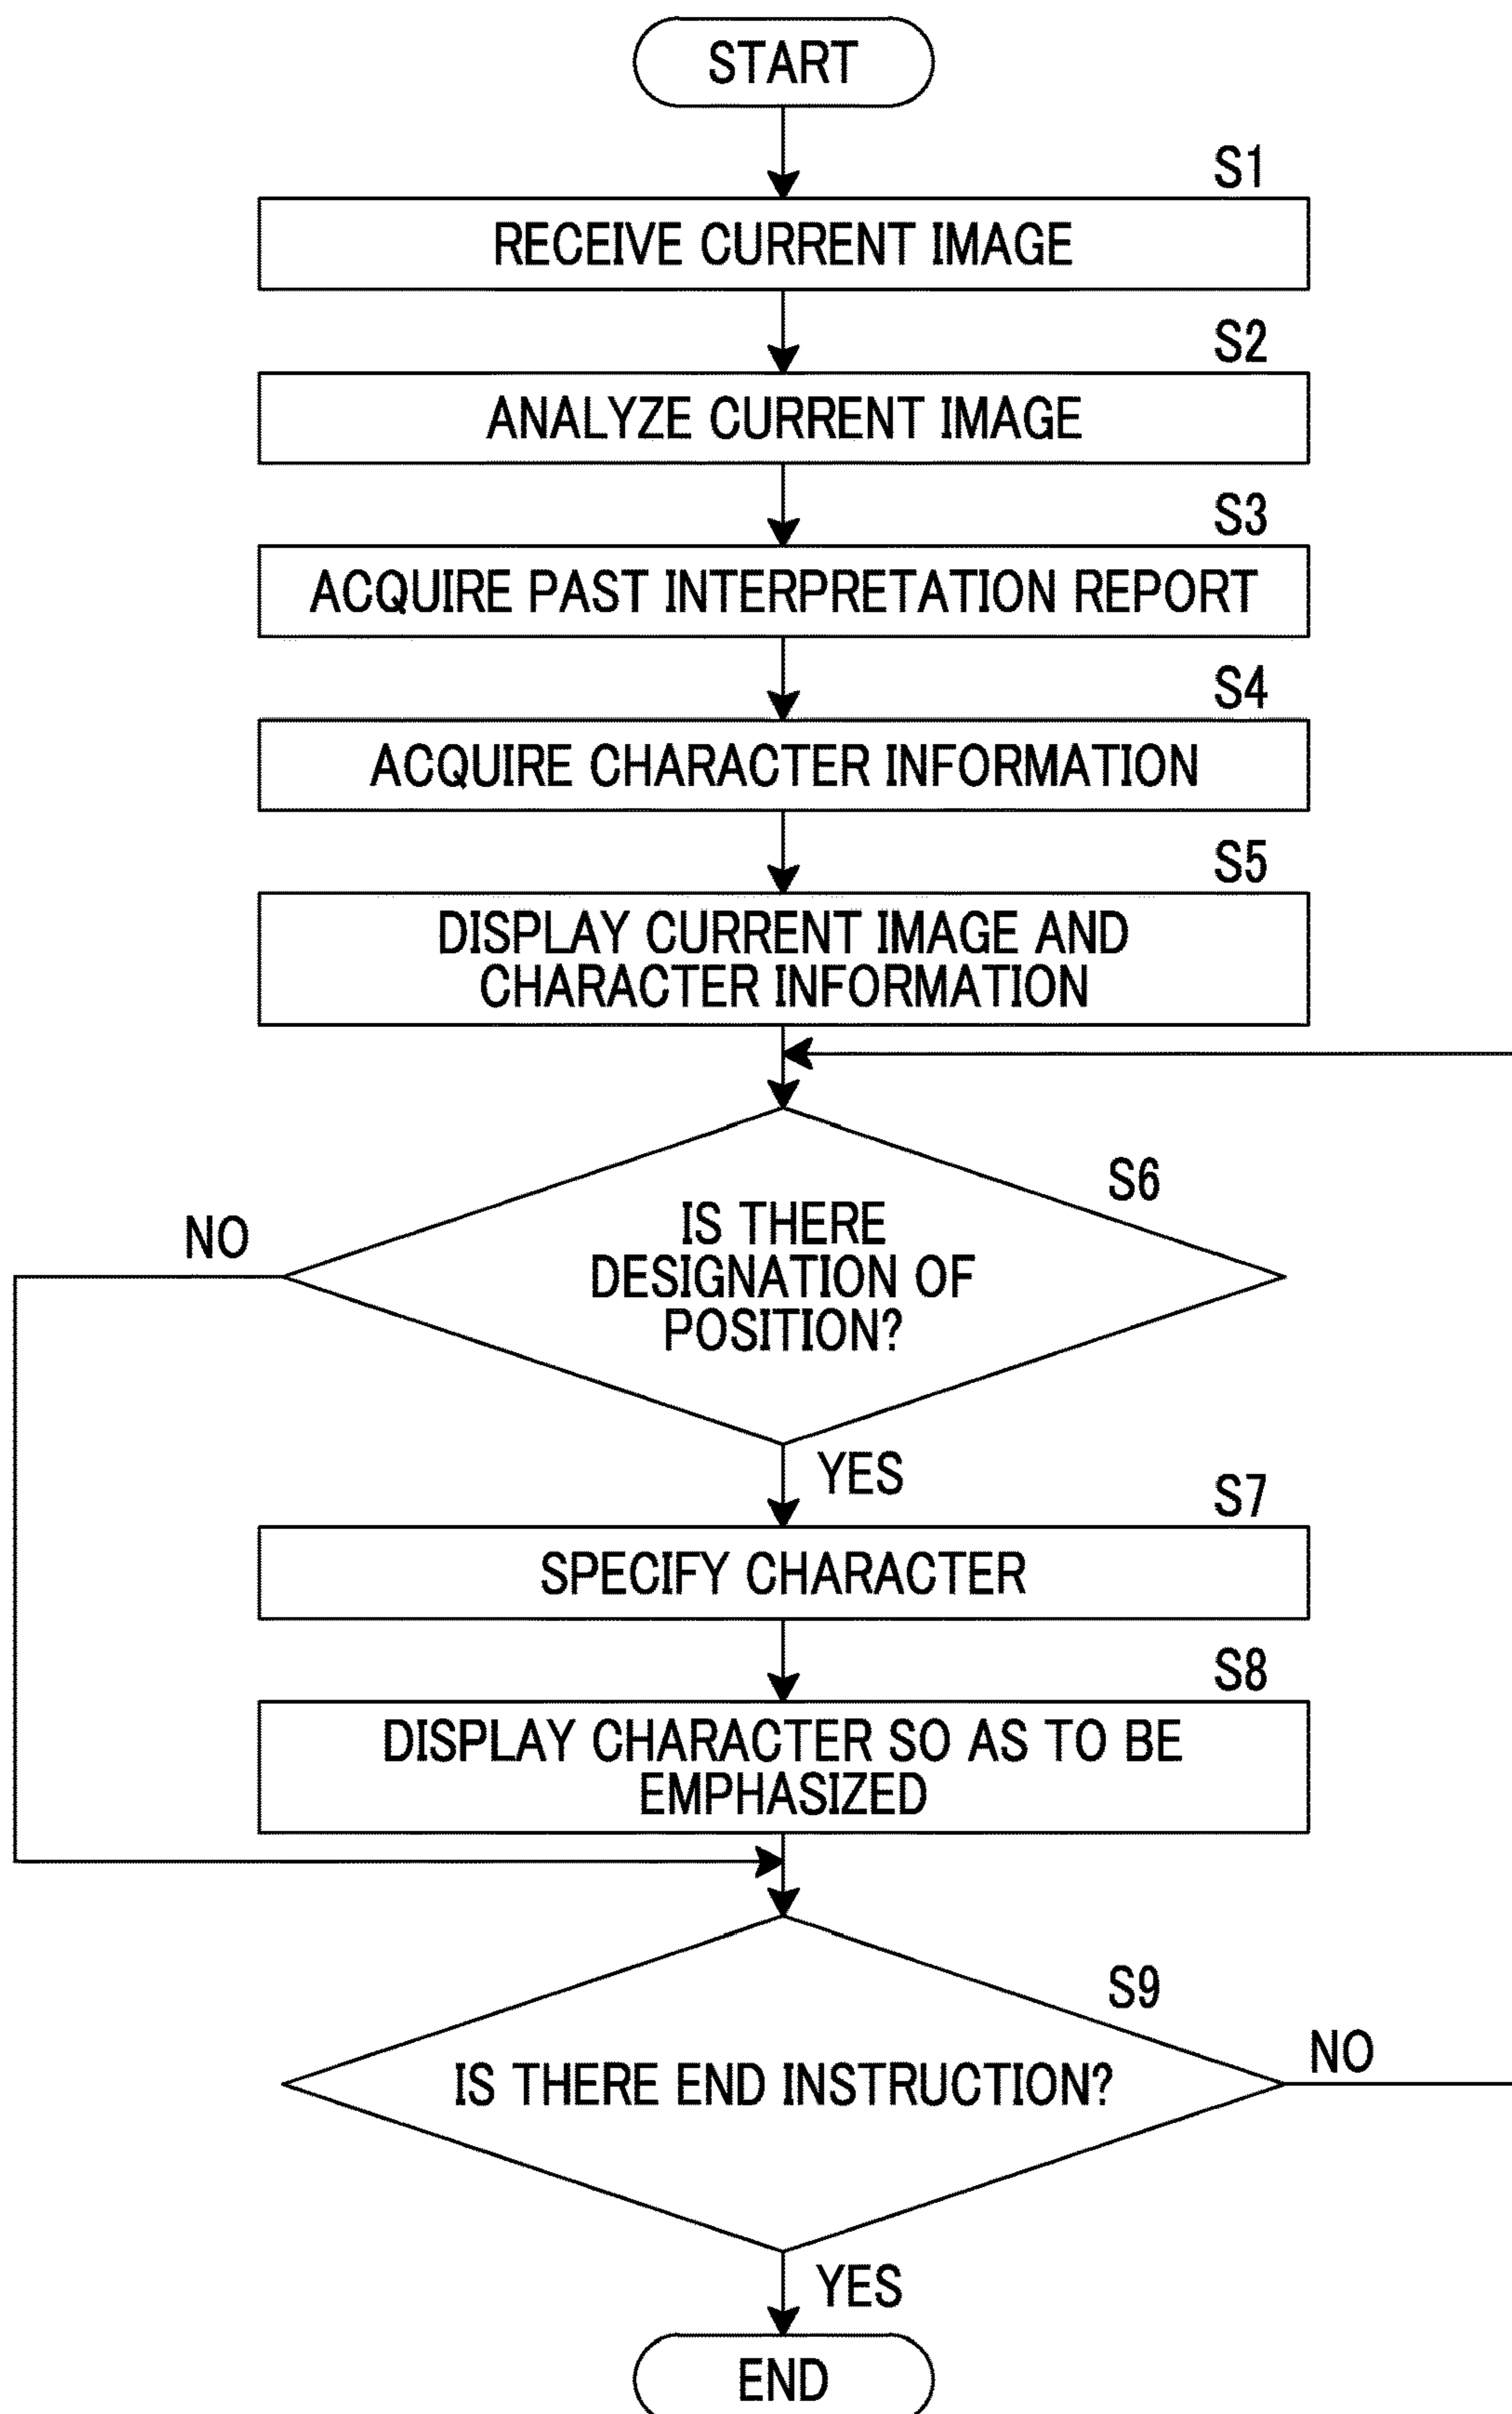 START
S1
RECEIVE CURRENT IMAGE
S2
ANALYZE CURRENT IMAGE
S3
ACQUIRE PAST INTERPRETATION REPORT
S4
ACQUIRE CHARACTER INFORMATION
S5
DISPLAY CURRENT IMAGE AND
CHARACTER INFORMATION
S6
NO
IS THERE
DESIGNATION OF
POSITION?
YES
S7
SPECIFY CHARACTER
S8
DISPLAY CHARACTER SO AS TO BE
EMPHASIZED
S9
NO
IS THERE END INSTRUCTION?
YES
END